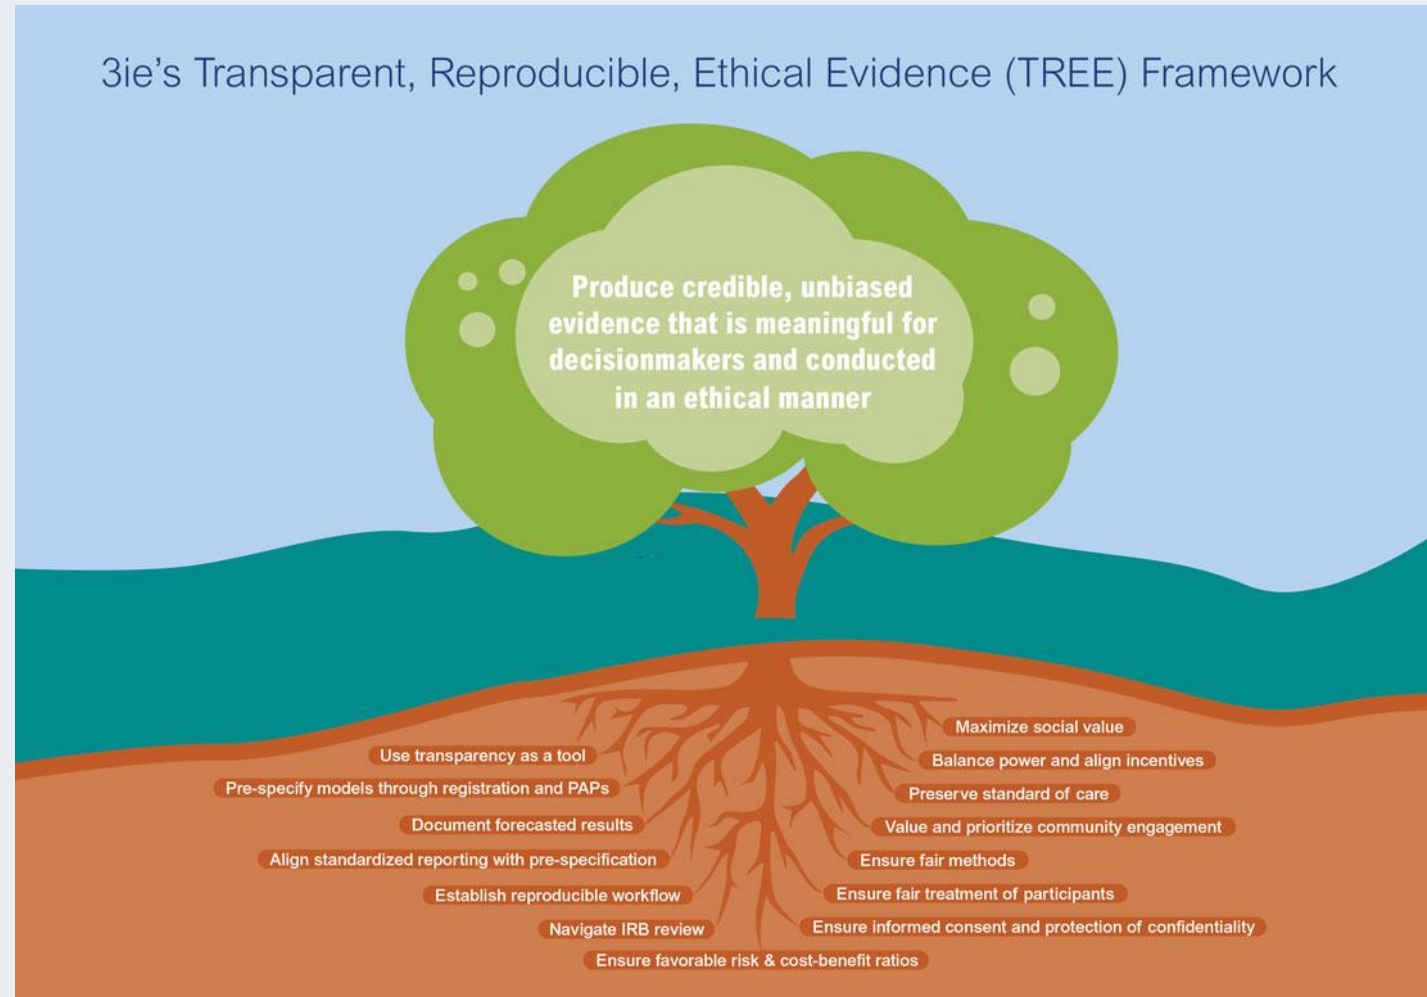 3ie's Transparent, Reproducible, Ethical Evidence (TREE) Framework
Produce credible, unbiased
evidence that is meaningful for
decisionmakers and conducted
in an ethical manner
Use transparency as a tool
Pre-specify models through registration and PAPs
Document forecasted results
Align standardized reporting with pre-specification
Establish reproducible workflow
Navigate IRB review
Ensure favorable risk & cost-benefit ratios
Maximize social value
Balance power and align incentives
Preserve standard of care
Value and prioritize community engagement
Ensure fair methods
Ensure fair treatment of participants
Ensure informed consent and protection of confidentiality